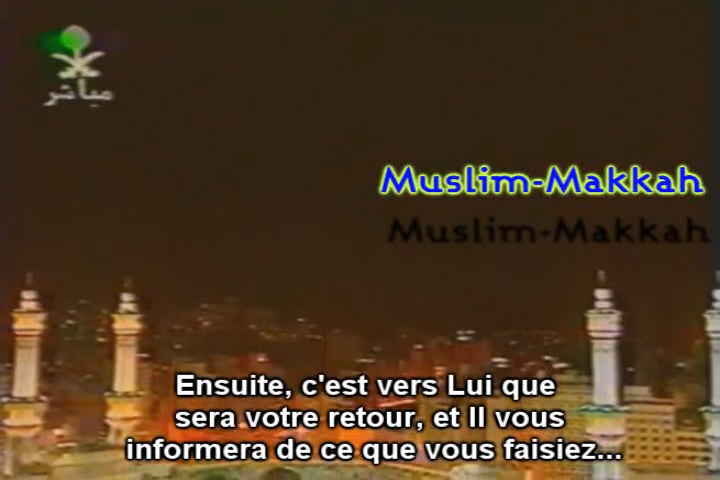 مباشر
Muslim-Makkah
Muslim-Makkah
Ensuite, c'est vers Lui que
sera votre retour, et Il vous
informera de ce que vous faisiez...